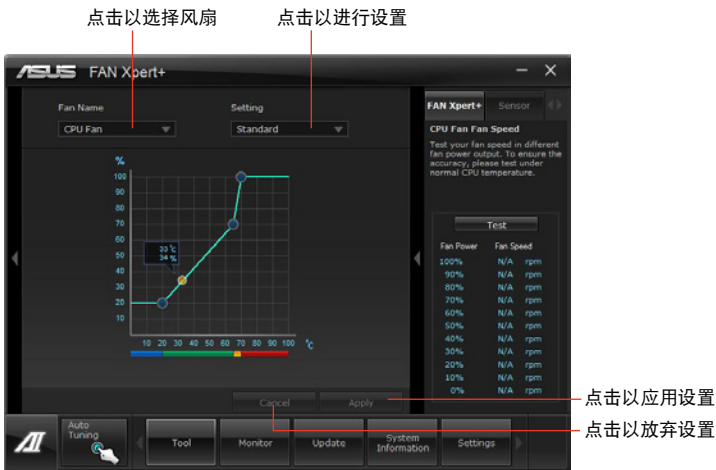 点击以选择风扇
点击以进行设置
ASUS FAN Xpert+
Fan Name
Setting
CPU Fan
Standard
%
100
90
80
70
60
50
40
30
20
10
33 °C
34 %
10 20 30 40 50 60 70 80 90 100 °C
Cancel
Apply
FAN Xpert+
Sensor
CPU Fan Fan Speed
Test your fan speed in different
fan power output. To ensure the
accuracy, please test under
normal CPU temperature.
Test
Fan Power Fan Speed
100% N/A rpm
90% N/A rpm
80% N/A rpm
70% N/A rpm
60% N/A rpm
50% N/A rpm
40% N/A rpm
30% N/A rpm
20% N/A rpm
10% N/A rpm
0% N/A rpm
点击以应用设置
点击以放弃设置
Auto
Tuning
Tool
Monitor
Update
System
Information
Settings